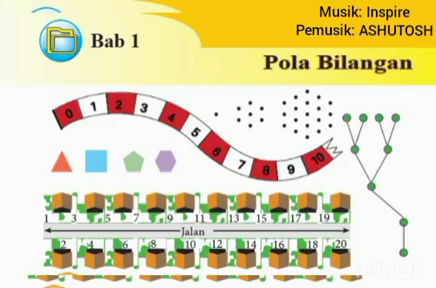 Musik: Inspire
Pemusik: ASHUTOSH
Bab 1
Pola Bilangan
0 1 2 3 4 5 6 7 8 9 10
1 3 5 7 9 11 13 15 17 19
Jalan
2 4 6 8 10 12 14 16 18 20